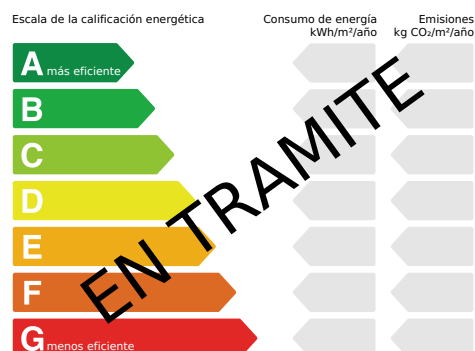 Escala de la calificación energética
Consumo de energía
kWh/m²/año
Emisiones
kg CO₂/m²/año
A más eficiente
B
C
D
E
F
G menos eficiente
EN TRAMITE